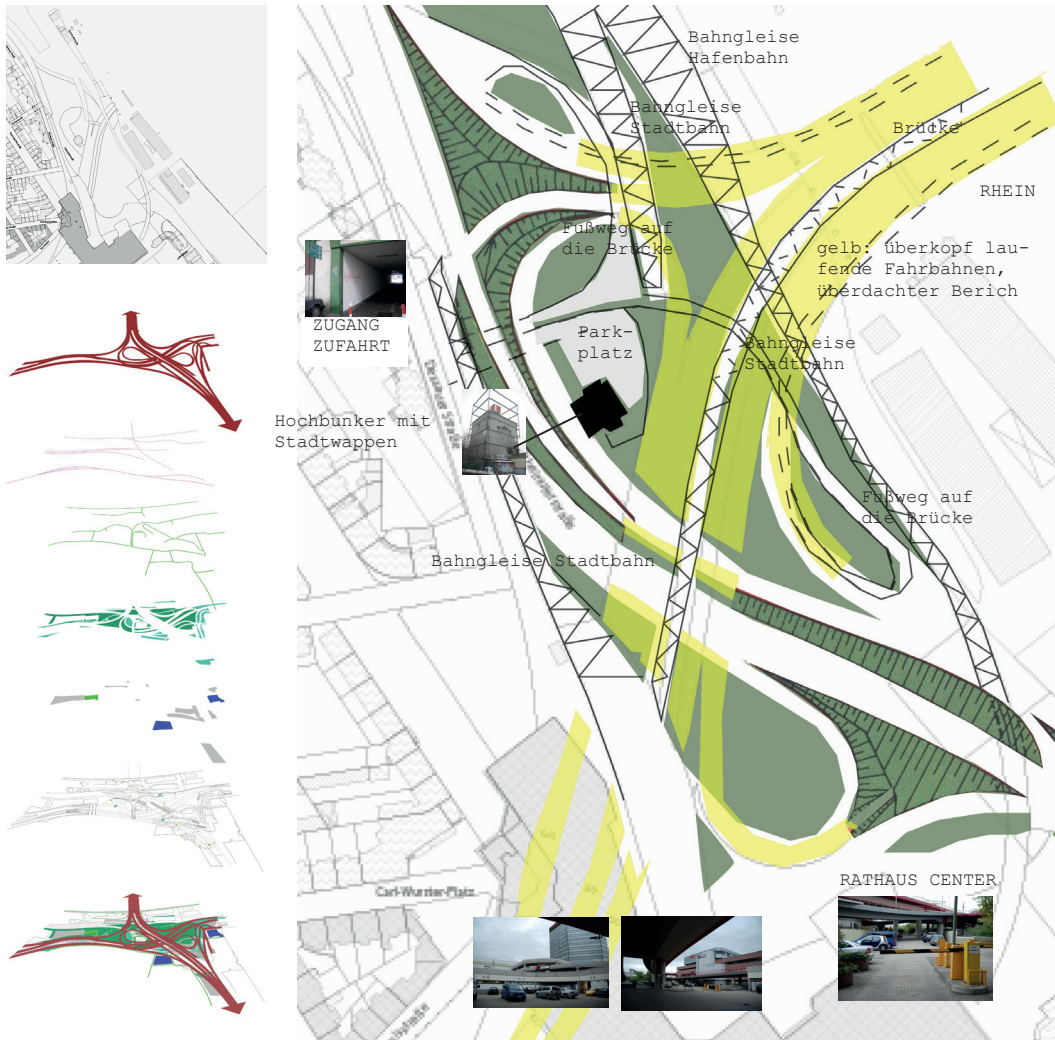 Bahngleise
Hafenbahn
Bahngleise
Stadtbahn
Brücke
RHEIN
Fußweg auf
die Brücke
gelb: überkopf lau-
fende Fahrbahnen,
überdachter Berich
ZUGANG
ZUFAHRT
Park-
platz
Bahngleise
Stadtbahn
Hochbunker mit
Stadtwappen
Fußweg auf
die Brücke
Bahngleise Stadtbahn
RATHAUS CENTER
Carl-Wurster-Platz